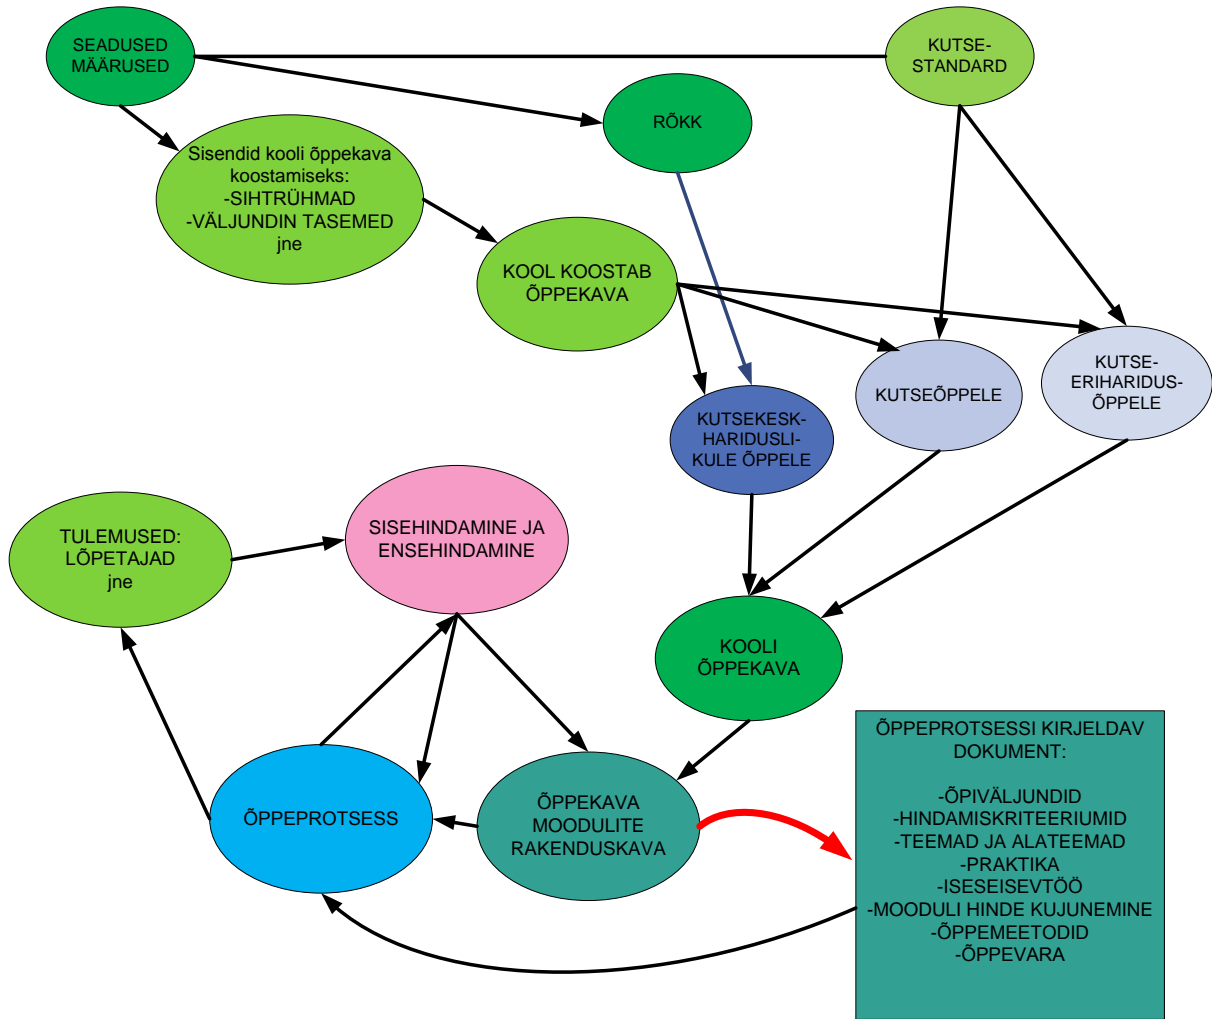 SEADUSED
MÄÄRUSED
KUTSE-
STANDARD
RÕKK
Sisendid kooli õppekava
koostamiseks:
-SIHTRÜHMAD
-VÄLJUNDIN TASEMED
jne
KOOL KOOSTAB
ÕPPEKAVA
KUTSE-
ERIHARIDUS-
ÕPPELE
KUTSEÕPPELE
KUTSEKESK-
HARIDUSLI-
KULE ÕPPELE
TULEMUSED:
LÕPETAJAD
jne
SISEHINDAMINE JA
ENSEHINDAMINE
KOOLI
ÕPPEKAVA
ÕPPEPROTSESS
ÕPPEKAVA
MOODULITE
RAKENDUSKAVA
ÕPPEPROTSESSI KIRJELDAV
DOKUMENT:
-ÕPIVÄLJUNDID
-HINDAMISKRITEERIUMID
-TEEMAD JA ALATEEMAD
-PRAKTIKA
-ISESEISEVTÖÖ
-MOODULI HINDE KUJUNEMINE
-ÕPPEMEETODID
-ÕPPEVARA